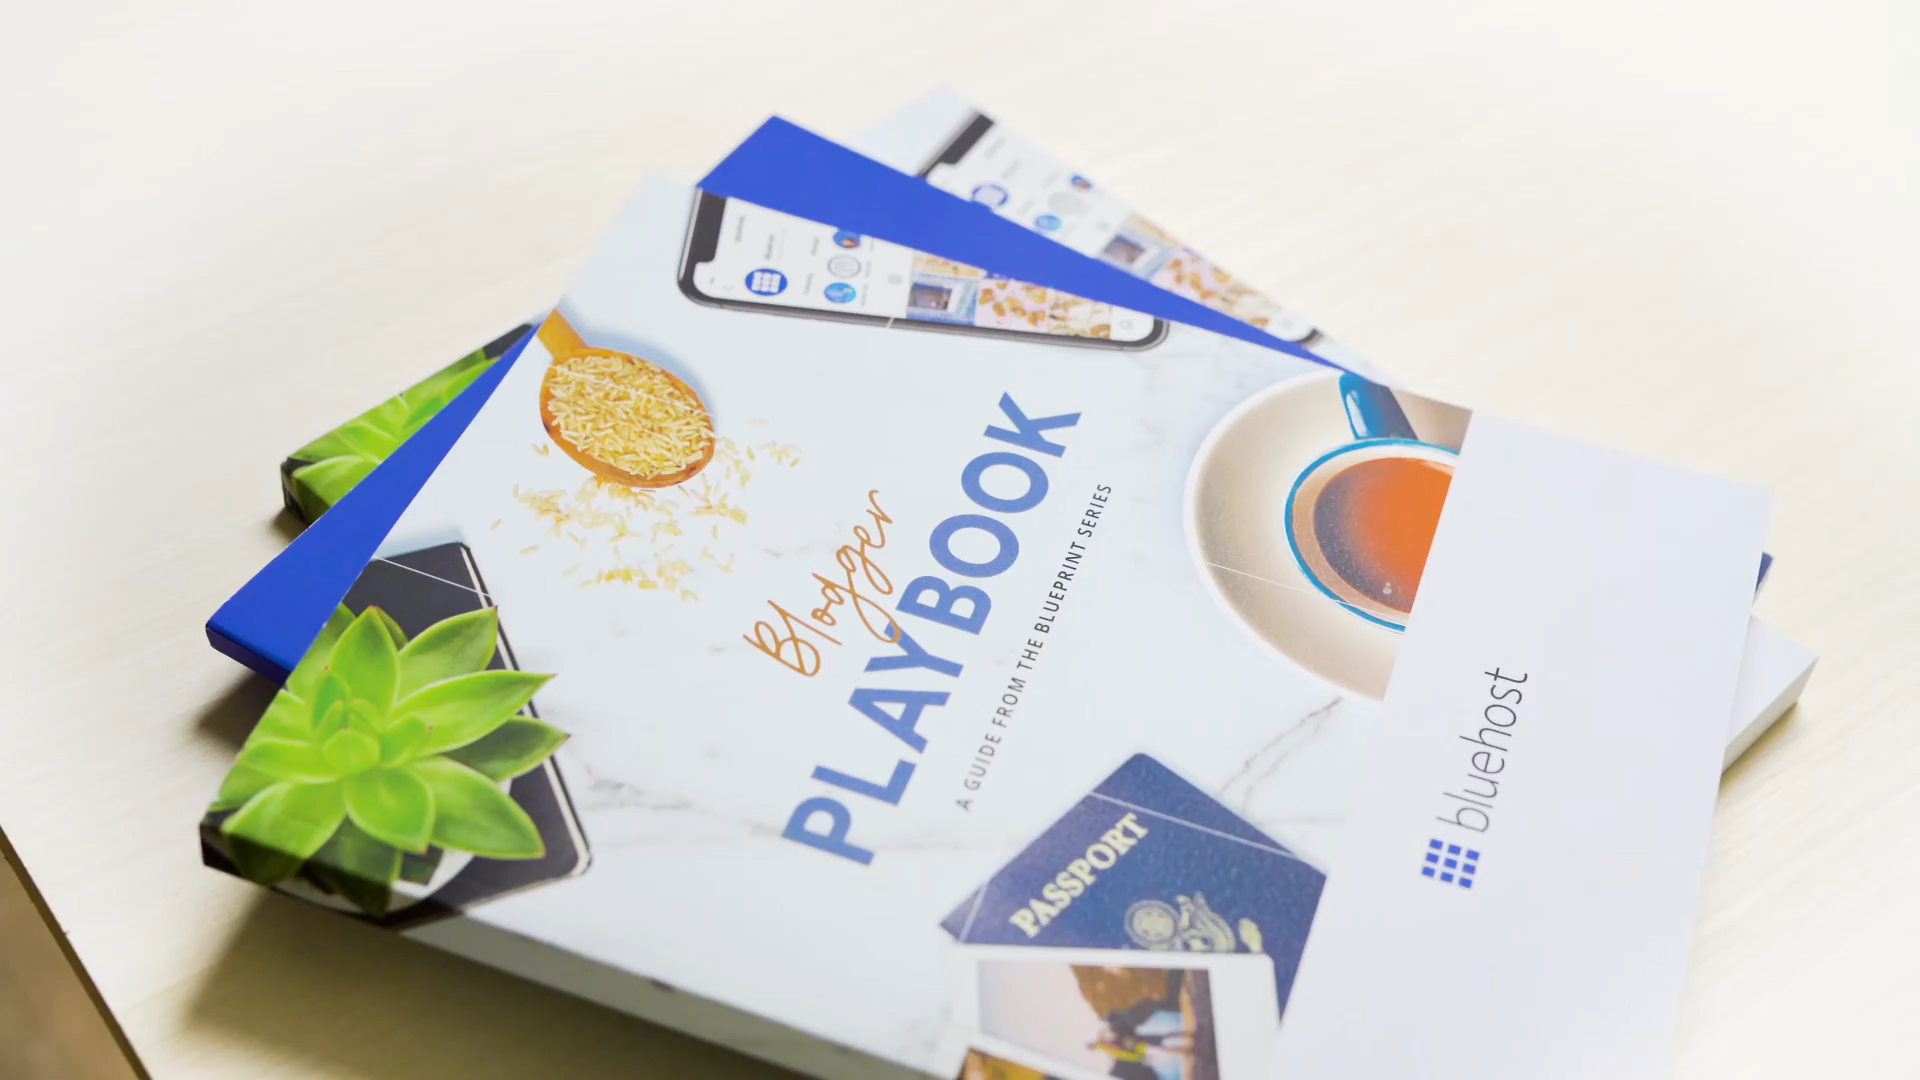 Blogger
PLAYBOOK
A GUIDE FROM THE BLUEPRINT SERIES
PASSPORT
bluehost